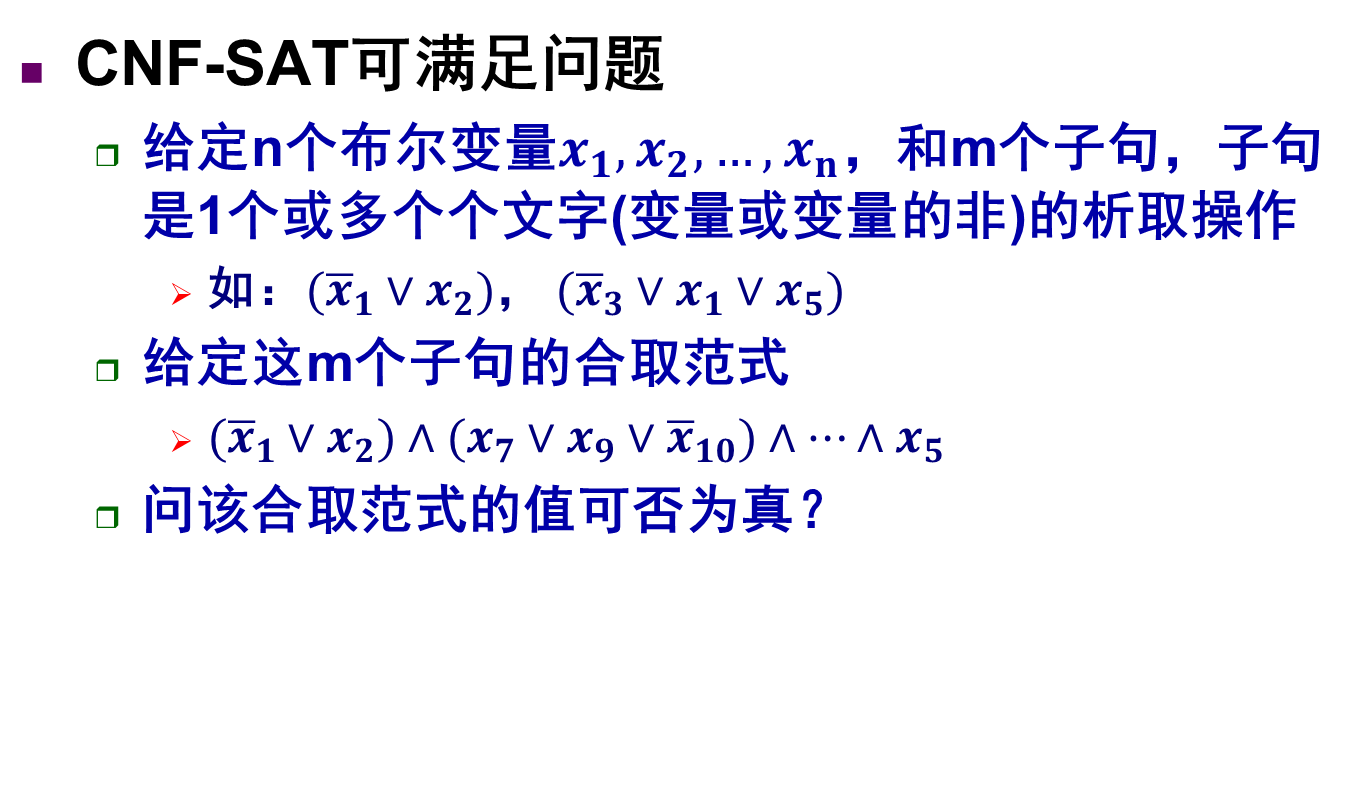 CNF-SAT可满足问题
给定n个布尔变量x₁, x₂, … , xₙ，和m个子句，子句
是1个或多个个文字(变量或变量的非)的析取操作
如：(x̅₁ ∨ x₂)， (x̅₃ ∨ x₁ ∨ x₅)
给定这m个子句的合取范式
(x̅₁ ∨ x₂) ∧ (x₇ ∨ x₉ ∨ x̅₁₀) ∧ ⋯ ∧ x₅
问该合取范式的值可否为真？